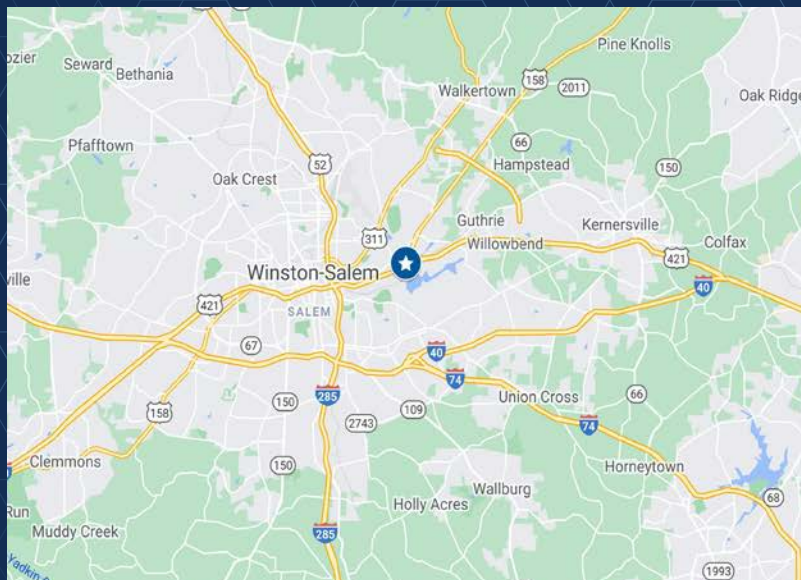 Pine Knolls
Seward
Bethania
158
2011
Walkertown
Oak Ridge
Pfafftown
66
52
Hampstead
150
Oak Crest
Guthrie
Kernersville
311
Willowbend
Colfax
421
Winston-Salem
40
421
SALEM
67
40
74
285
150
109
Union Cross
66
158
2743
74
Clemmons
150
Horneytown
Wallburg
68
Holly Acres
Run
Muddy Creek
285
Yadkin
1993